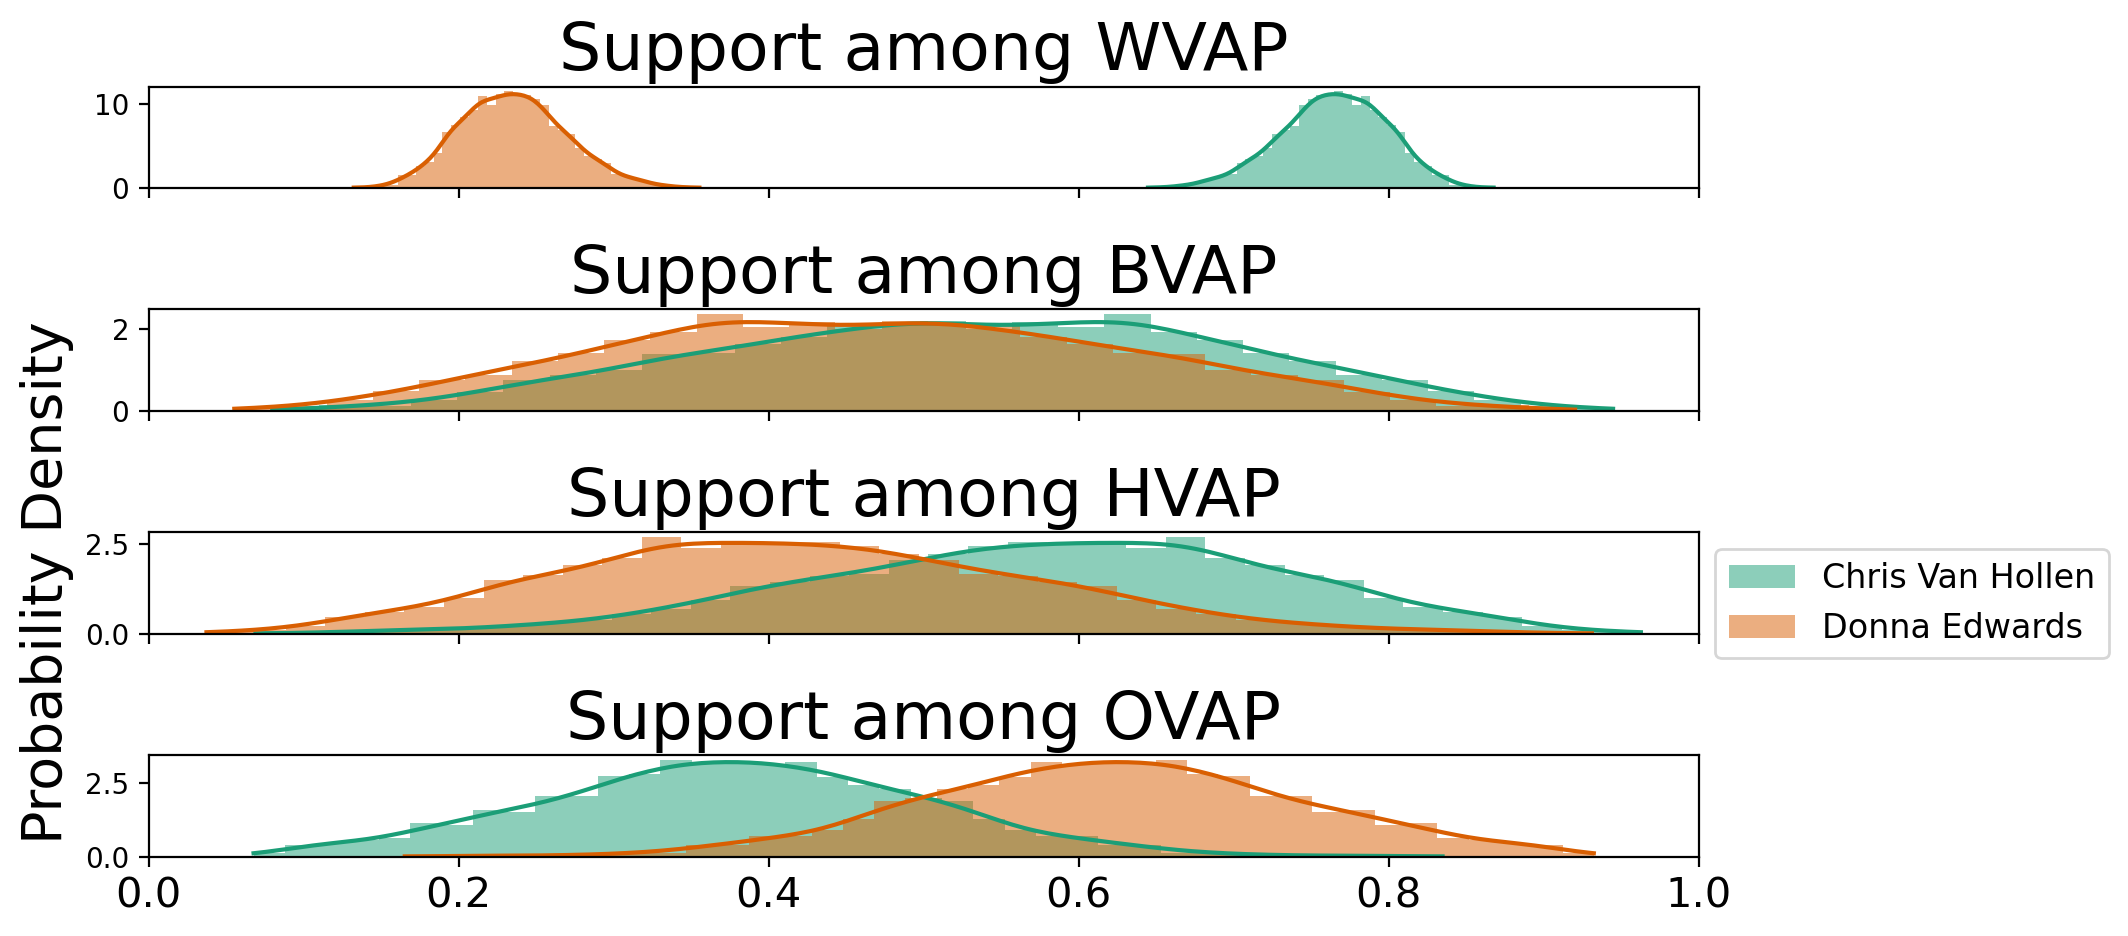 Support among WVAP
10
0
Support among BVAP
2
0
Support among HVAP
2.5
0.0
Support among OVAP
2.5
0.0
0.0 0.2 0.4 0.6 0.8 1.0
Probability Density
Chris Van Hollen
Donna Edwards